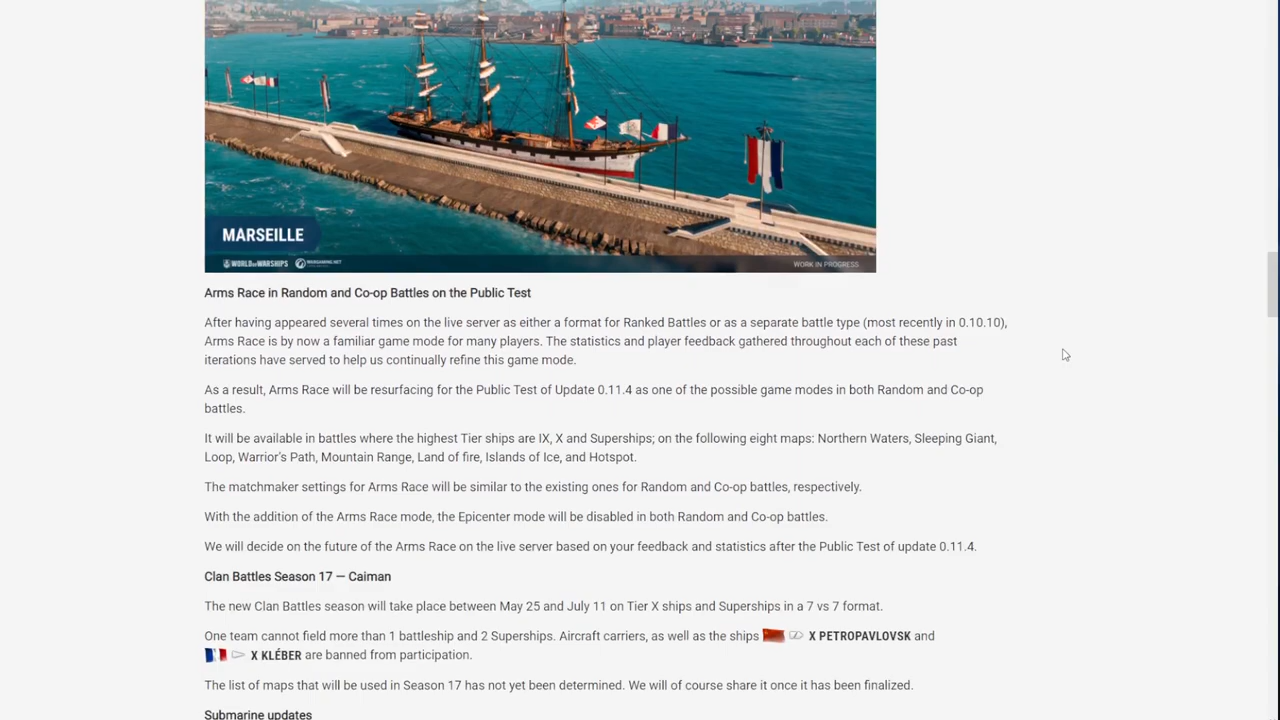 MARSEILLE
WORLD OF WARSHIPS
WARGAMING.NET
WORK IN PROGRESS
Arms Race in Random and Co-op Battles on the Public Test
After having appeared several times on the live server as either a format for Ranked Battles or as a separate battle type (most recently in 0.10.10),
Arms Race is by now a familiar game mode for many players. The statistics and player feedback gathered throughout each of these past
iterations have served to help us continually refine this game mode.
As a result, Arms Race will be resurfacing for the Public Test of Update 0.11.4 as one of the possible game modes in both Random and Co-op
battles.
It will be available in battles where the highest Tier ships are IX, X and Superships; on the following eight maps: Northern Waters, Sleeping Giant,
Loop, Warrior's Path, Mountain Range, Land of fire, Islands of Ice, and Hotspot.
The matchmaker settings for Arms Race will be similar to the existing ones for Random and Co-op battles, respectively.
With the addition of the Arms Race mode, the Epicenter mode will be disabled in both Random and Co-op battles.
We will decide on the future of the Arms Race on the live server based on your feedback and statistics after the Public Test of update 0.11.4.
Clan Battles Season 17 — Caiman
The new Clan Battles season will take place between May 25 and July 11 on Tier X ships and Superships in a 7 vs 7 format.
One team cannot field more than 1 battleship and 2 Superships. Aircraft carriers, as well as the ships X PETROPAVLOVSK and
X KLÉBER are banned from participation.
The list of maps that will be used in Season 17 has not yet been determined. We will of course share it once it has been finalized.
Submarine updates